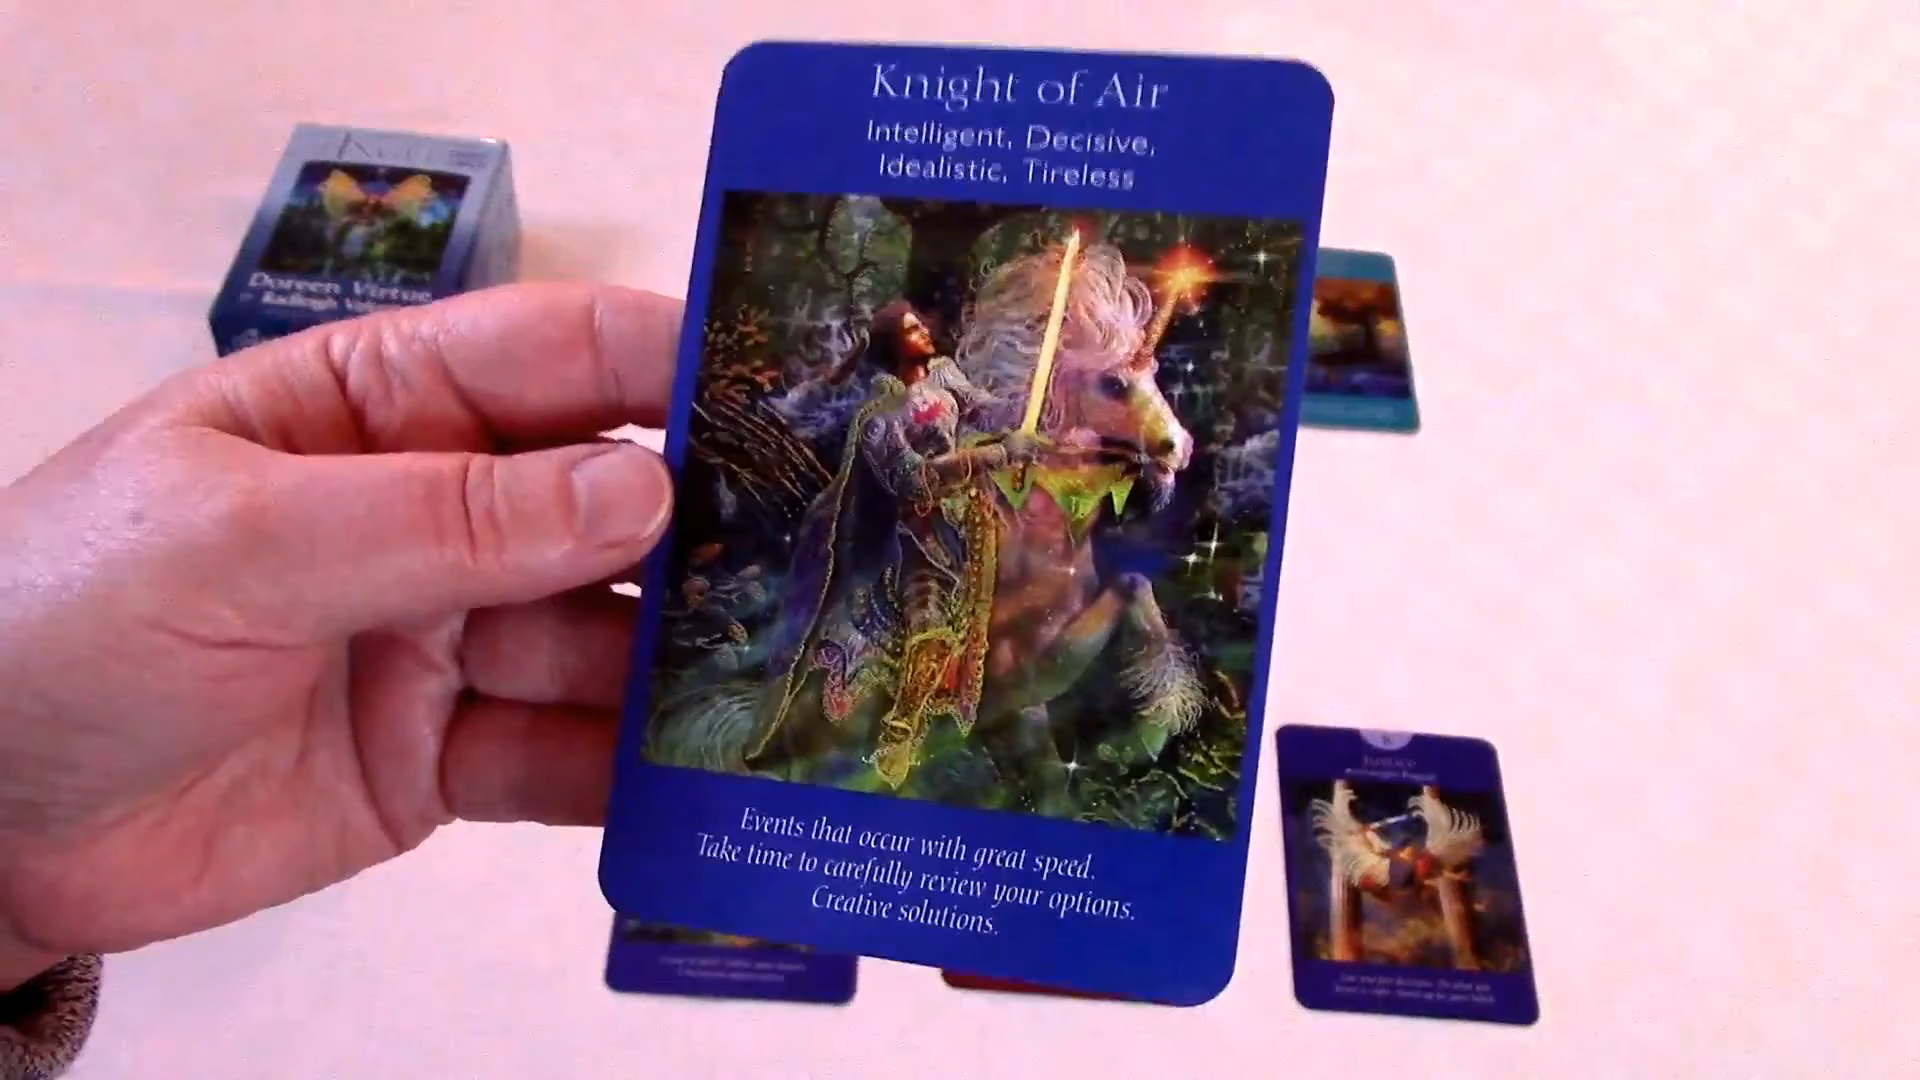 Knight of Air
Intelligent, Decisive,
Idealistic, Tireless
Events that occur with great speed.
Take time to carefully review your options.
Creative solutions.
Doreen Virtue
Radleigh